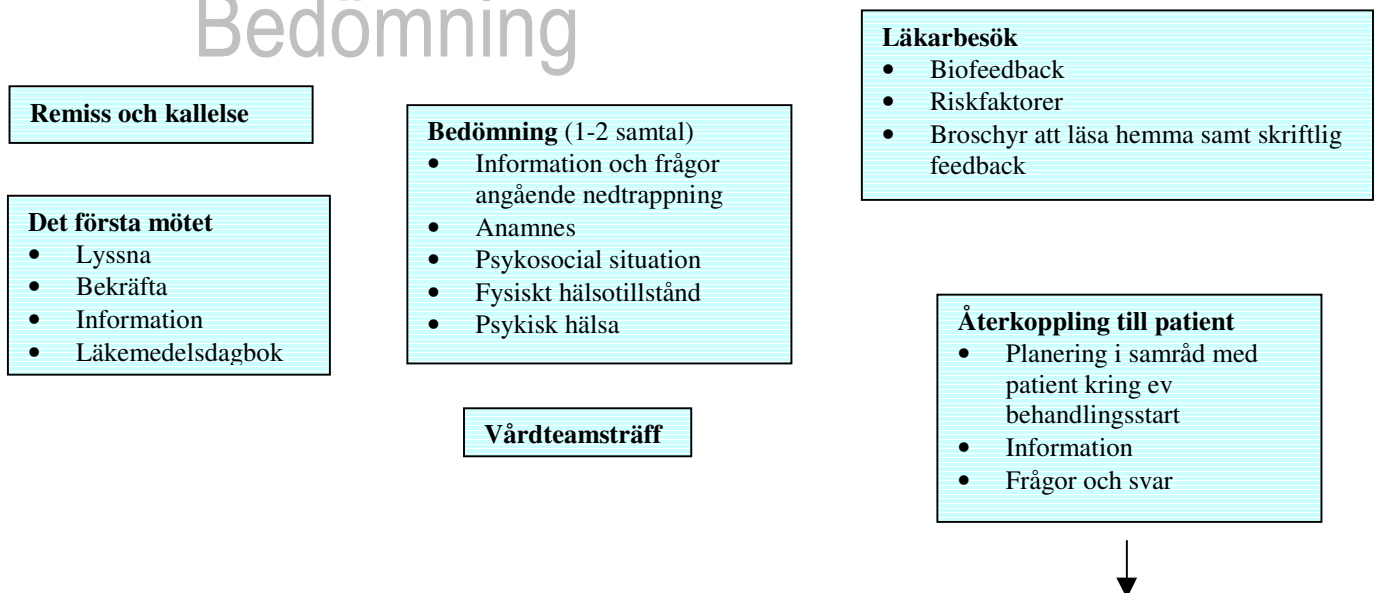 Bedömning
Remiss och kallelse
Det första mötet
• Lyssna
• Bekräfta
• Information
• Läkemedelsdagbok
Bedömning (1-2 samtal)
• Information och frågor
angående nedtrappning
• Anamnes
• Psykosocial situation
• Fysiskt hälsotillstånd
• Psykisk hälsa
Vårdteamsträff
Läkarbesök
• Biofeedback
• Riskfaktorer
• Broschyr att läsa hemma samt skriftlig
feedback
Återkoppling till patient
• Planering i samråd med
patient kring ev
behandlingsstart
• Information
• Frågor och svar